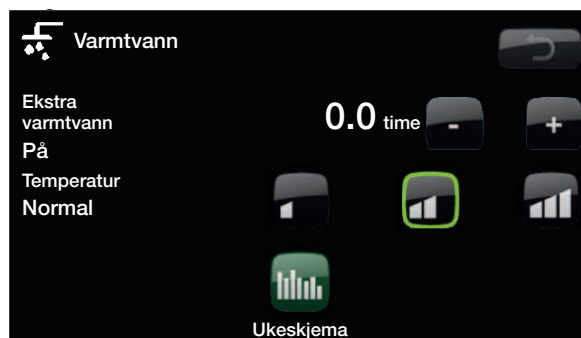 Varmtvann
Ekstra
varmtvann
0.0 time
-
+
På
Temperatur
Normal
Ukeskjema